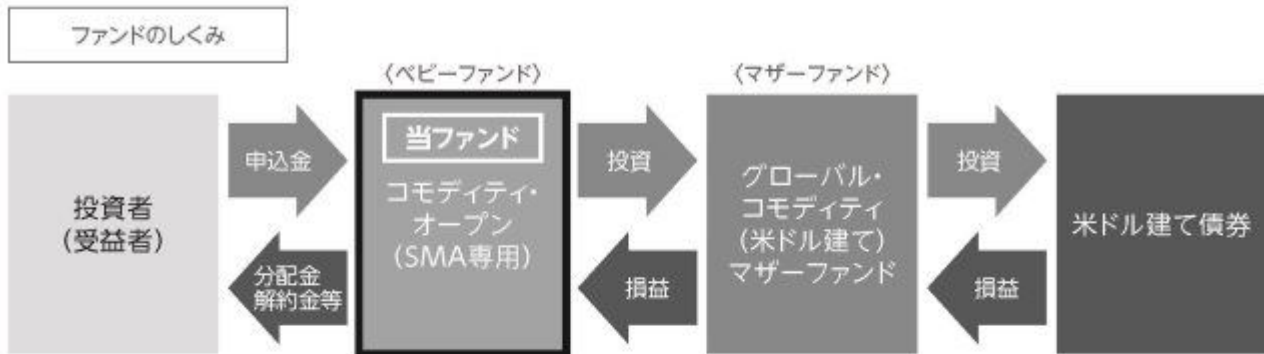 ファンドのしくみ
〈ベビーファンド〉
〈マザーファンド〉
投資者
(受益者)
申込金
分配金
解約金等
当ファンド
コモディティ・
オープン
(SMA専用)
投資
損益
グローバル・
コモディティ
(米ドル建て)
マザーファンド
投資
損益
米ドル建て債券